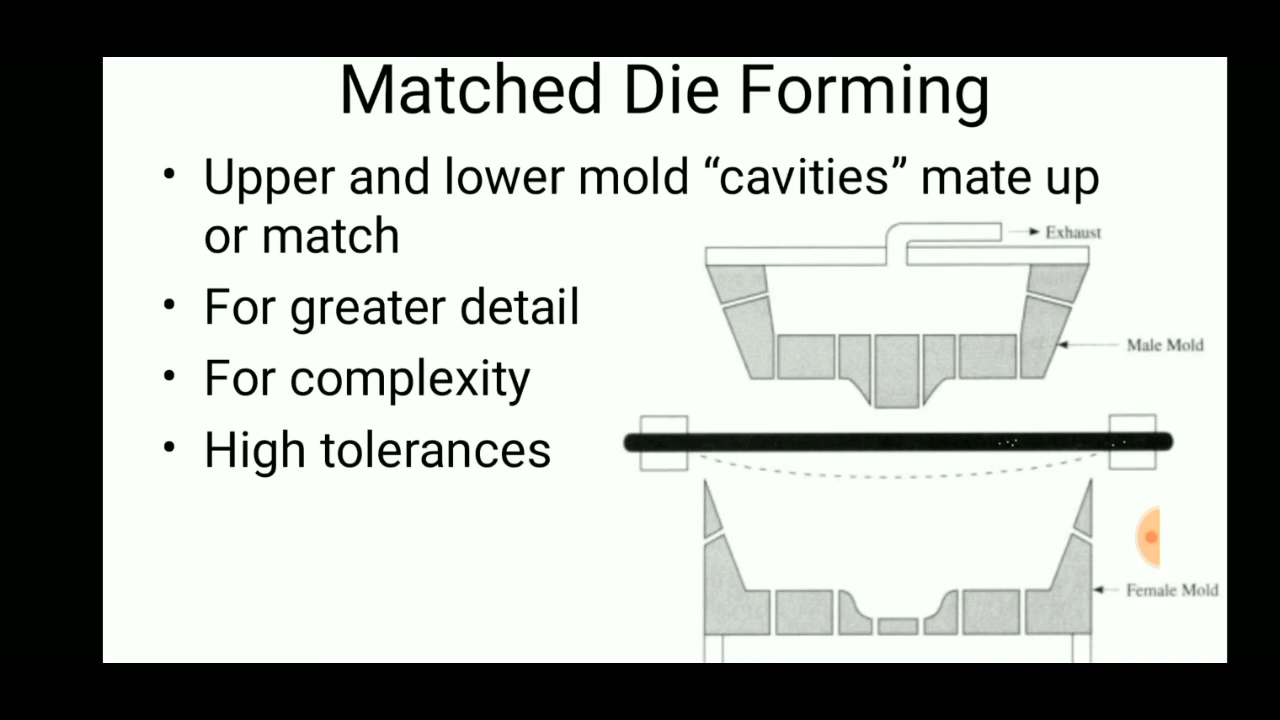 Matched Die Forming
• Upper and lower mold “cavities” mate up
or match
• For greater detail
• For complexity
• High tolerances
Exhaust
Male Mold
Female Mold